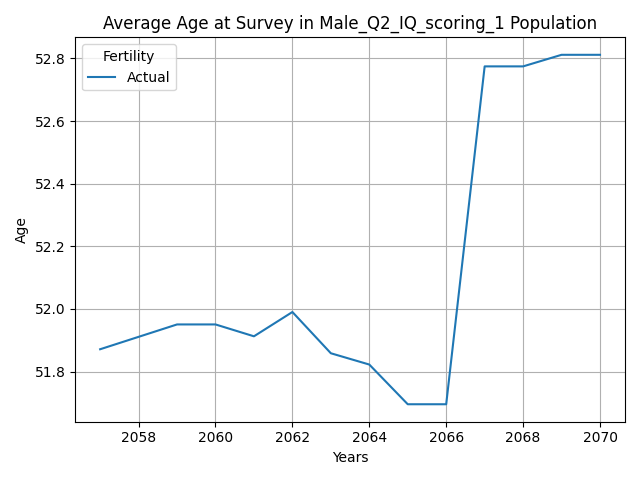 Average Age at Survey in Male_Q2_IQ_scoring_1 Population
Fertility
Actual
52.8
52.6
52.4
52.2
52.0
51.8
Age
2058 2060 2062 2064 2066 2068 2070
Years